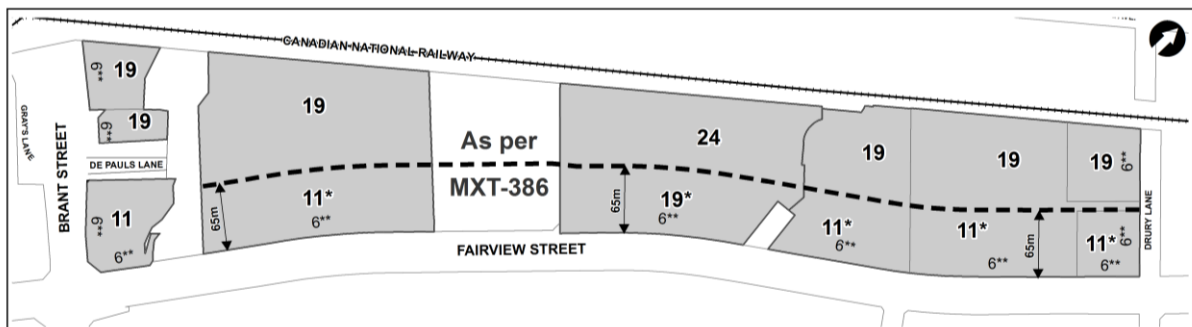 CANADIAN NATIONAL RAILWAY
GRAY'S LANE
BRANT STREET
6**
19
6**
19
DE PAULS LANE
11
6**
6**
19
65m
11*
6**
As per
MXT-386
24
65m
19*
6**
FAIRVIEW STREET
19
11*
6**
19
11*
6**
65m
19
6**
11*
6**
6**
DRURY LANE